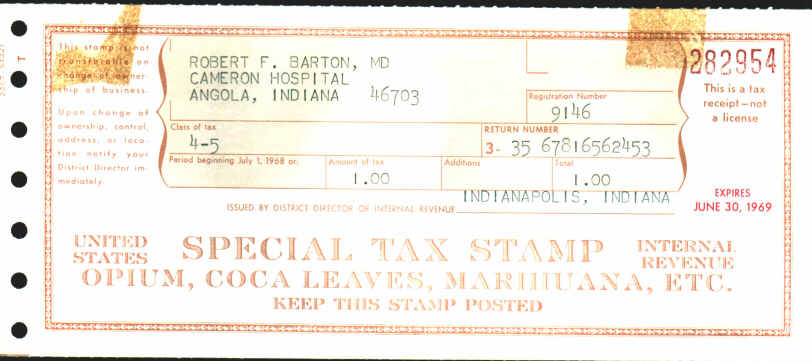 This stamp is not
transferable on
change of owner-
ship of business.
Upon change of
ownership, control,
address, or loca-
tion notify your
District Director im-
mediately.
ROBERT F. BARTON, MD
CAMERON HOSPITAL
ANGOLA, INDIANA 46703
Registration Number
9146
Class of tax
4-5
RETURN NUMBER
3- 35 67816562453
Period beginning July 1, 1968 or:
Amount of tax
1.00
Additions
Total
1.00
ISSUED BY DISTRICT DIRECTOR OF INTERNAL REVENUE INDIANAPOLIS, INDIANA
282954
This is a tax
receipt—not
a license
EXPIRES
JUNE 30, 1969
UNITED STATES
SPECIAL TAX STAMP
INTERNAL REVENUE
OPIUM, COCA LEAVES, MARIHUANA, ETC.
KEEP THIS STAMP POSTED